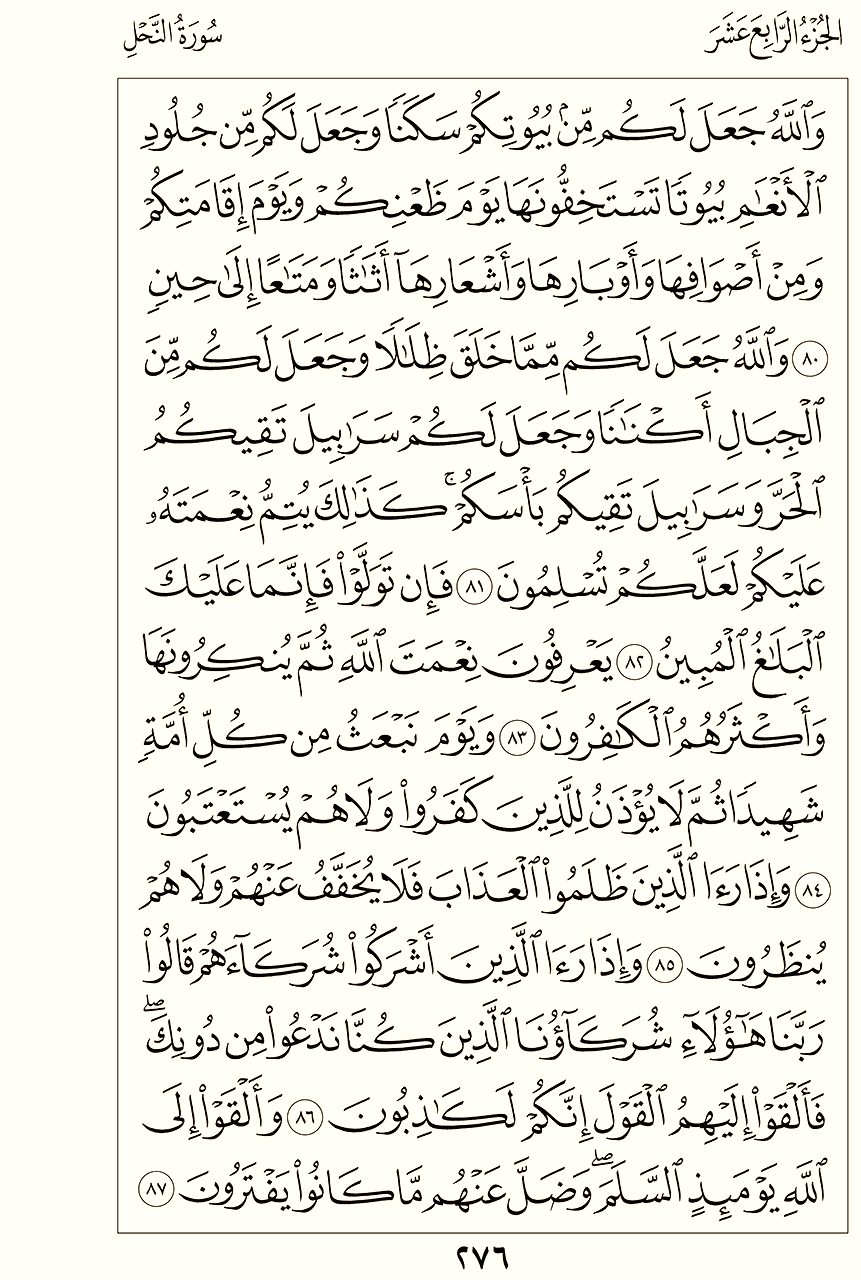 الجُزْءُ الرَّابِعَ عَشَرَ
سُورَةُ النَّحْلِ
وَٱللَّهُ جَعَلَ لَكُم مِّنۢ بُيُوتِكُمْ سَكَنًا وَجَعَلَ لَكُم مِّن جُلُودِ
ٱلْأَنْعَٰمِ بُيُوتًا تَسْتَخِفُّونَهَا يَوْمَ ظَعْنِكُمْ وَيَوْمَ إِقَامَتِكُمْ
وَمِنْ أَصْوَافِهَا وَأَوْبَارِهَا وَأَشْعَارِهَآ أَثَٰثًا وَمَتَٰعًا إِلَىٰ حِينٍ
٨٠ وَٱللَّهُ جَعَلَ لَكُم مِّمَّا خَلَقَ ظِلَٰلًا وَجَعَلَ لَكُم مِّنَ
ٱلْجِبَالِ أَكْنَٰنًا وَجَعَلَ لَكُمْ سَرَٰبِيلَ تَقِيكُمُ
ٱلْحَرَّ وَسَرَٰبِيلَ تَقِيكُم بَأْسَكُمْ ۚ كَذَٰلِكَ يُتِمُّ نِعْمَتَهُۥ
عَلَيْكُمْ لَعَلَّكُمْ تُسْلِمُونَ ٨١ فَإِن تَوَلَّوْا۟ فَإِنَّمَا عَلَيْكَ
ٱلْبَلَٰغُ ٱلْمُبِينُ ٨٢ يَعْرِفُونَ نِعْمَتَ ٱللَّهِ ثُمَّ يُنكِرُونَهَا
وَأَكْثَرُهُمُ ٱلْكَٰفِرُونَ ٨٣ وَيَوْمَ نَبْعَثُ مِن كُلِّ أُمَّةٍ
شَهِيدًا ثُمَّ لَا يُؤْذَنُ لِلَّذِينَ كَفَرُوا۟ وَلَا هُمْ يُسْتَعْتَبُونَ
٨٤ وَإِذَا رَءَا ٱلَّذِينَ ظَلَمُوا۟ ٱلْعَذَابَ فَلَا يُخَفَّفُ عَنْهُمْ وَلَا هُمْ
يُنظَرُونَ ٨٥ وَإِذَا رَءَا ٱلَّذِينَ أَشْرَكُوا۟ شُرَكَآءَهُمْ قَالُوا۟
رَبَّنَا هَٰٓؤُلَآءِ شُرَكَآؤُنَا ٱلَّذِينَ كُنَّا نَدْعُوا۟ مِن دُونِكَ ۖ
فَأَلْقَوْا۟ إِلَيْهِمُ ٱلْقَوْلَ إِنَّكُمْ لَكَٰذِبُونَ ٨٦ وَأَلْقَوْا۟ إِلَى
ٱللَّهِ يَوْمَئِذٍ ٱلسَّلَمَ ۖ وَضَلَّ عَنْهُم مَّا كَانُوا۟ يَفْتَرُونَ ٨٧
٢٧٦